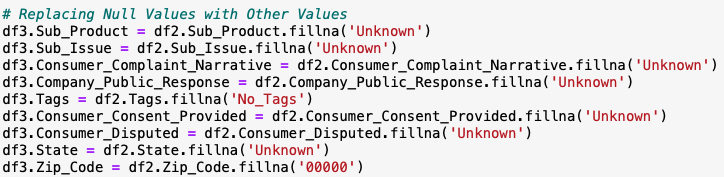 # Replacing Null Values with Other Values
df3.Sub_Product = df2.Sub_Product.fillna('Unknown')
df3.Sub_Issue = df2.Sub_Issue.fillna('Unknown')
df3.Consumer_Complaint_Narrative = df2.Consumer_Complaint_Narrative.fillna('Unknown')
df3.Company_Public_Response = df2.Company_Public_Response.fillna('Unknown')
df3.Tags = df2.Tags.fillna('No_Tags')
df3.Consumer_Consent_Provided = df2.Consumer_Consent_Provided.fillna('Unknown')
df3.Consumer_Disputed = df2.Consumer_Disputed.fillna('Unknown')
df3.State = df2.State.fillna('Unknown')
df3.Zip_Code = df2.Zip_Code.fillna('00000')